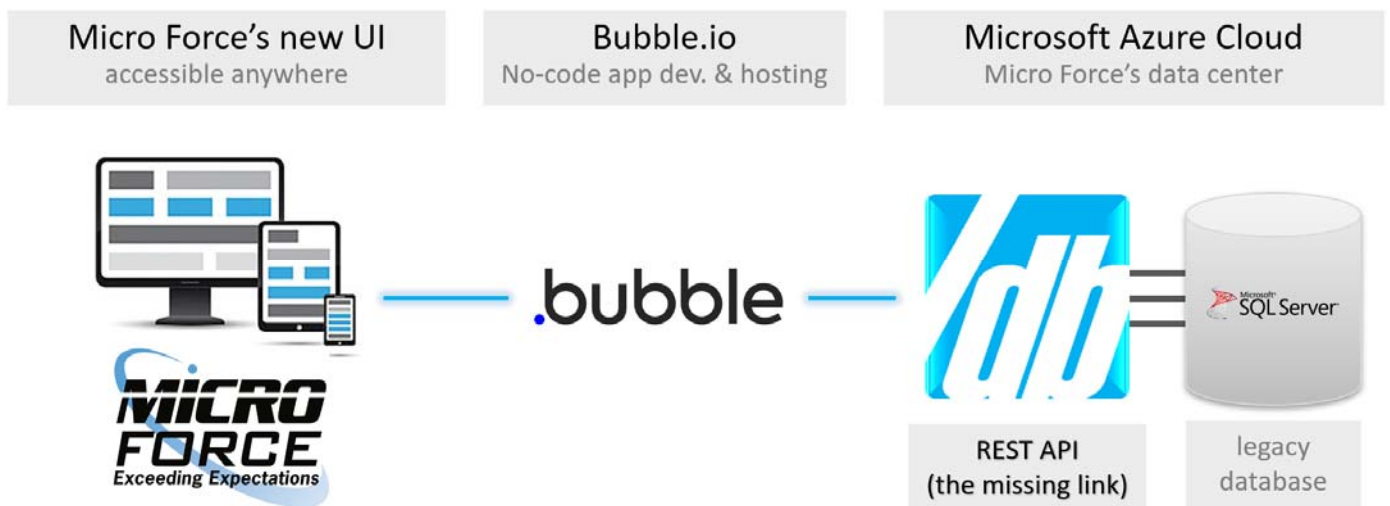 Micro Force's new UI
accessible anywhere
Bubble.io
No-code app dev. & hosting
Microsoft Azure Cloud
Micro Force's data center
.bubble
/db
Microsoft®
SQL Server
MICRO
FORCE
Exceeding Expectations
REST API
(the missing link)
legacy
database